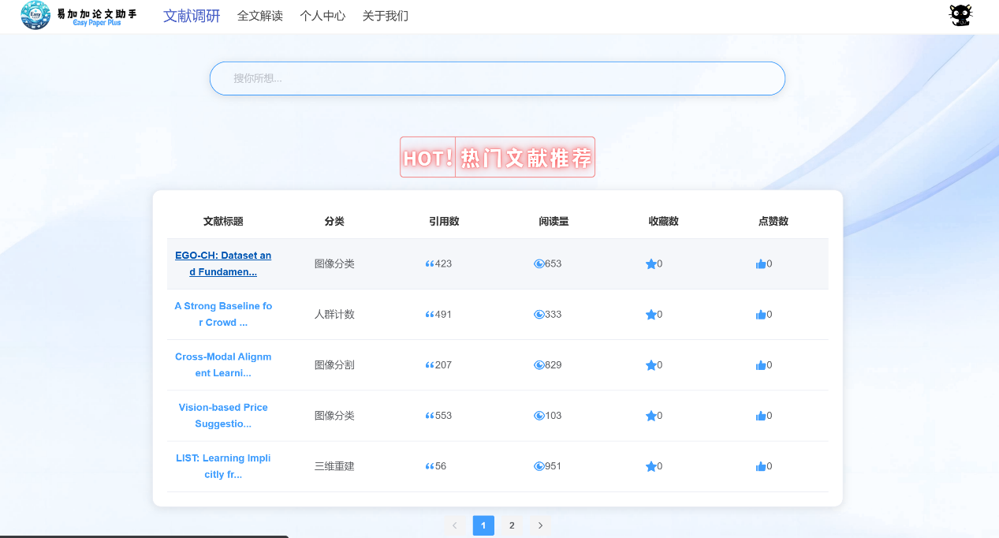 易加加论文助手
Easy Paper Plus
文献调研 全文解读 个人中心 关于我们
搜你所想...
HOT! 热门文献推荐
文献标题 分类 引用数 阅读量 收藏数 点赞数
EGO-CH: Dataset an
d Fundamen...
图像分类 423 653 0 0
A Strong Baseline fo
r Crowd ...
人群计数 491 333 0 0
Cross-Modal Alignm
ent Learni...
图像分割 207 829 0 0
Vision-based Price
Suggestio...
图像分类 553 103 0 0
LIST: Learning Impli
citly fr...
三维重建 56 951 0 0
1 2